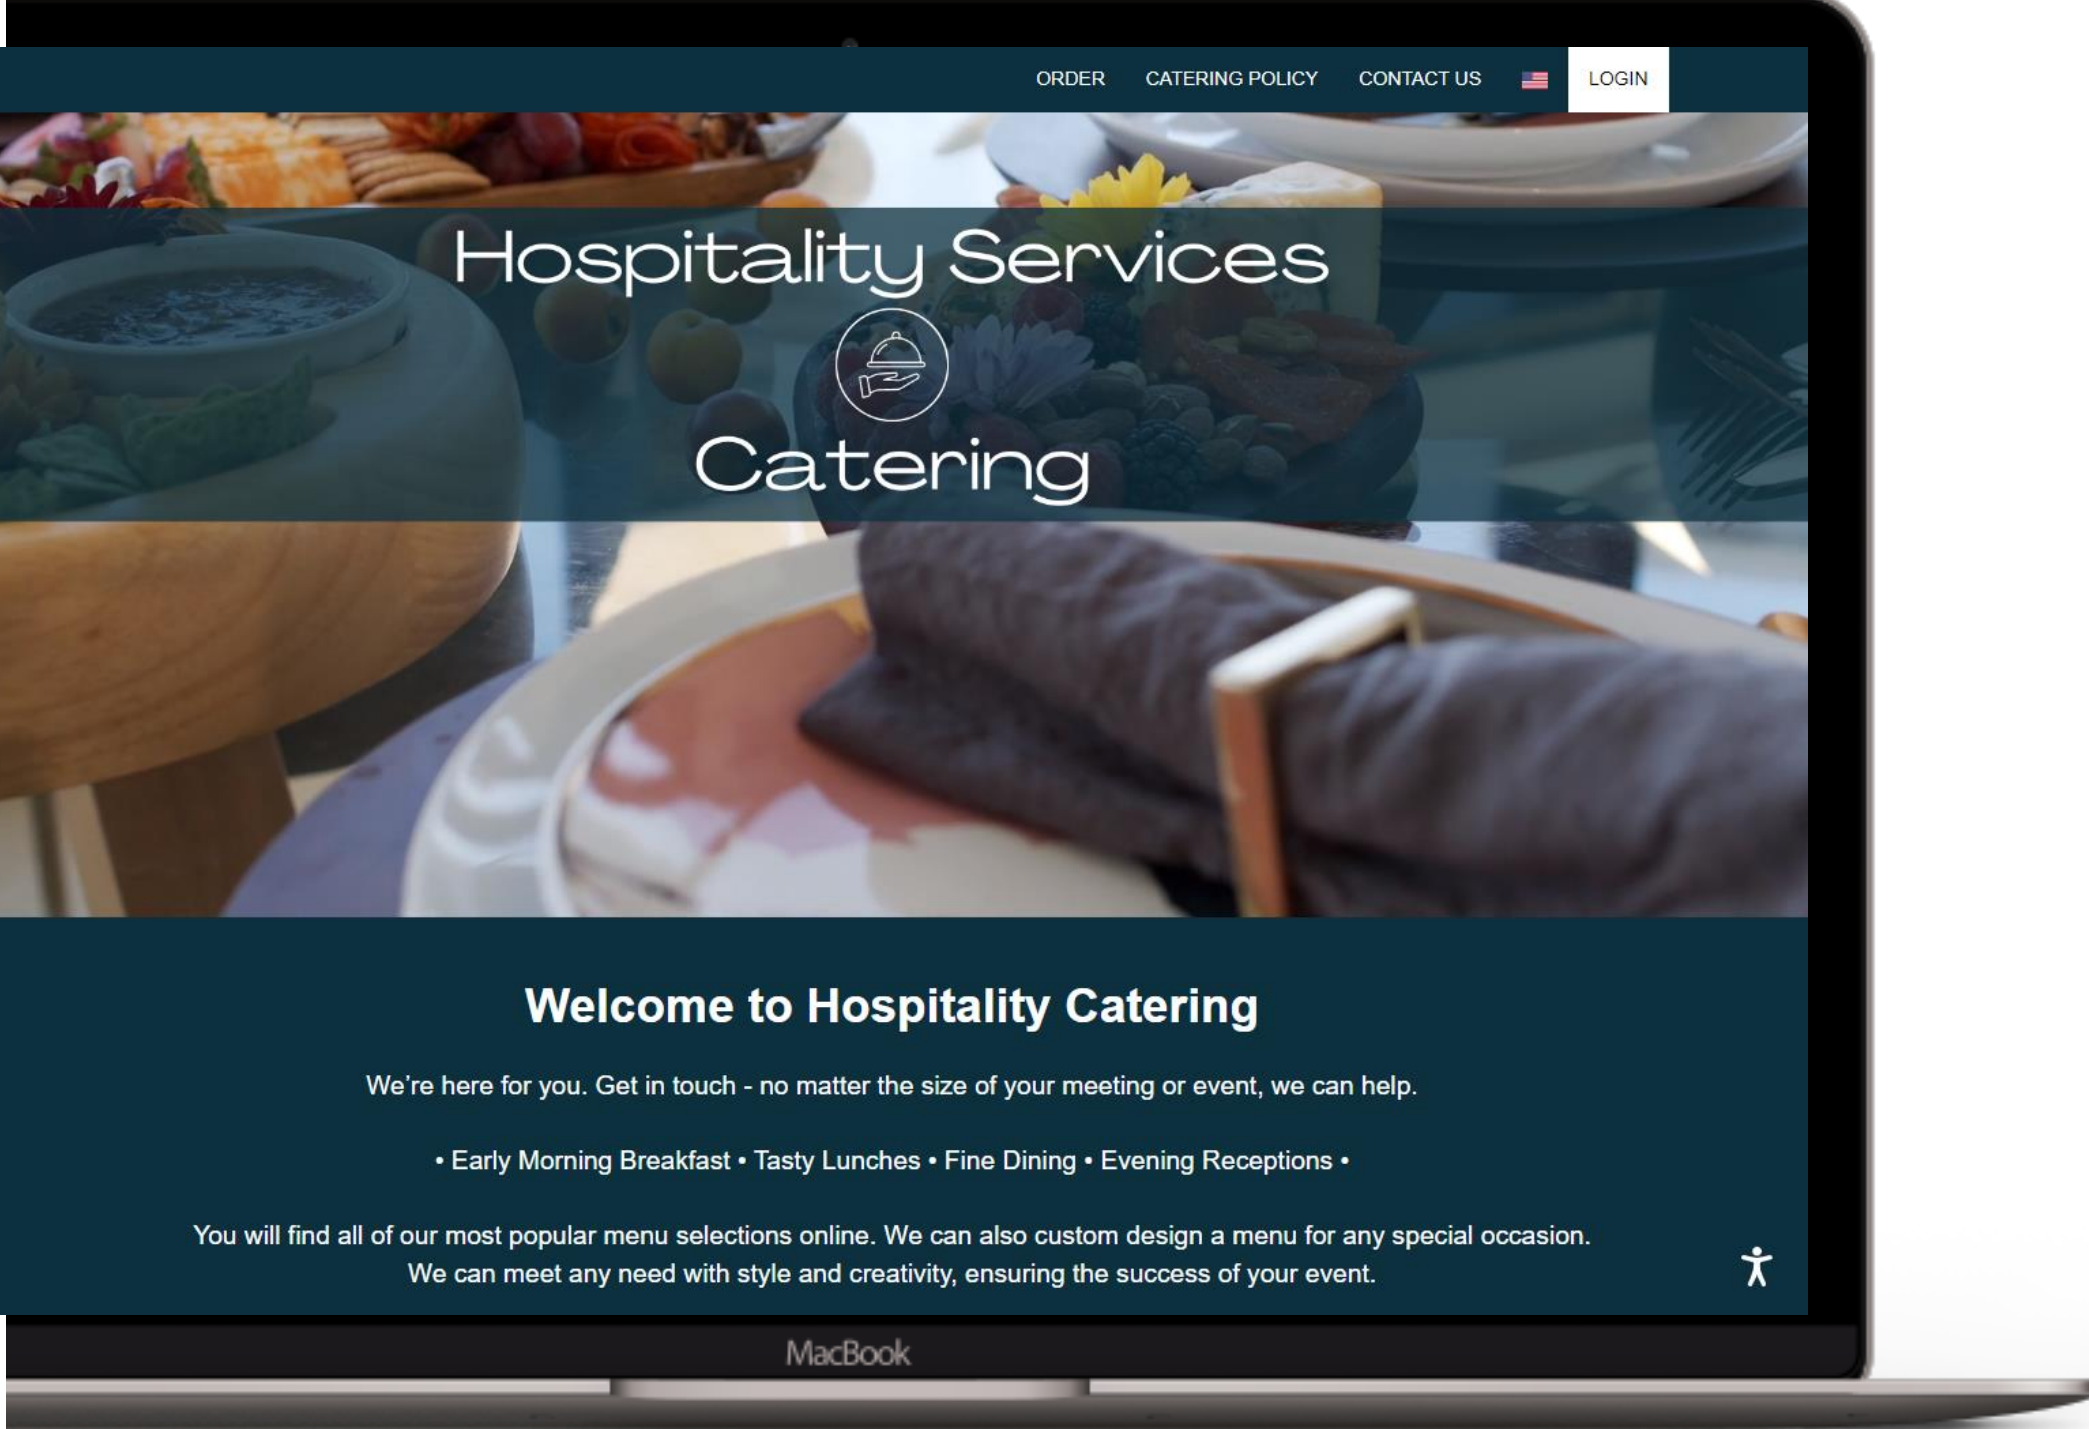 ORDER CATERING POLICY CONTACT US LOGIN
Hospitality Services
Catering
Welcome to Hospitality Catering
We’re here for you. Get in touch - no matter the size of your meeting or event, we can help.
• Early Morning Breakfast • Tasty Lunches • Fine Dining • Evening Receptions •
You will find all of our most popular menu selections online. We can also custom design a menu for any special occasion.
We can meet any need with style and creativity, ensuring the success of your event.
MacBook